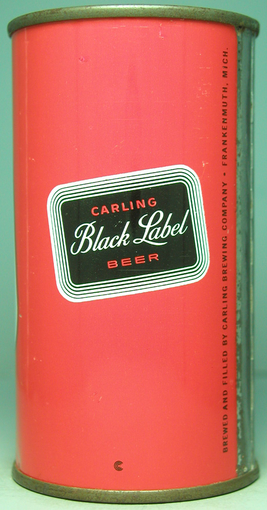 CARLING
Black Label
BEER
BREWED AND FILLED BY CARLING BREWING COMPANY • FRANKENMUTH, MICH.
C